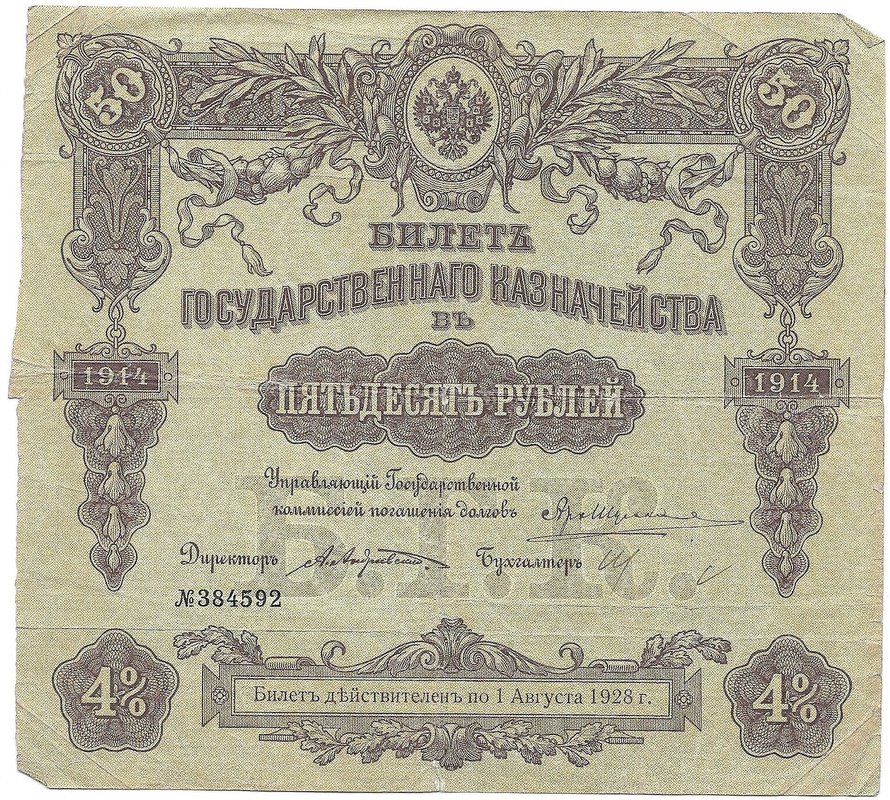 50 50
БИЛЕТЪ
ГОСУДАРСТВЕННАГО КАЗНАЧЕЙСТВА
ВЪ
1914 1914
ПЯТЬДЕСЯТЪ РУБЛЕЙ
Б.Г.К.
Управляющій Государственной
коммиссіей погашенія долговъ
Директоръ Бухгалтеръ
№384592
4% 4%
Билетъ дѣйствителенъ по 1 Августа 1928 г.